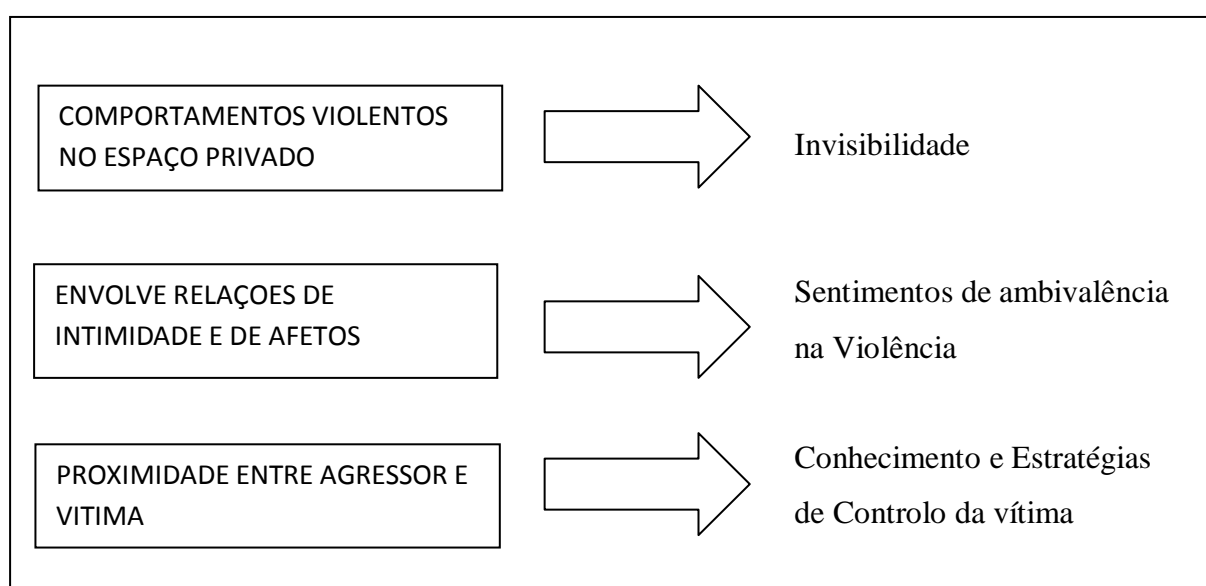 COMPORTAMENTOS VIOLENTOS
NO ESPAÇO PRIVADO
Invisibilidade
ENVOLVE RELAÇOES DE
INTIMIDADE E DE AFETOS
Sentimentos de ambivalência
na Violência
PROXIMIDADE ENTRE AGRESSOR E
VITIMA
Conhecimento e Estratégias
de Controlo da vítima